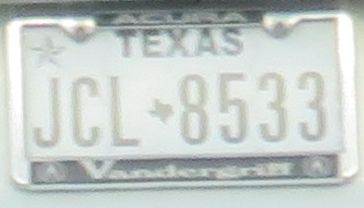 ACURA
TEXAS
JCL 8533
Vandergriff